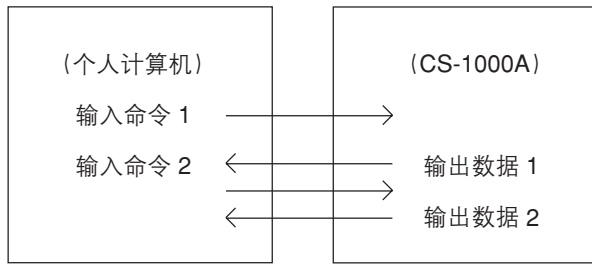 (个人计算机)
(CS-1000A)
输入命令 1
输入命令 2
输出数据 1
输出数据 2